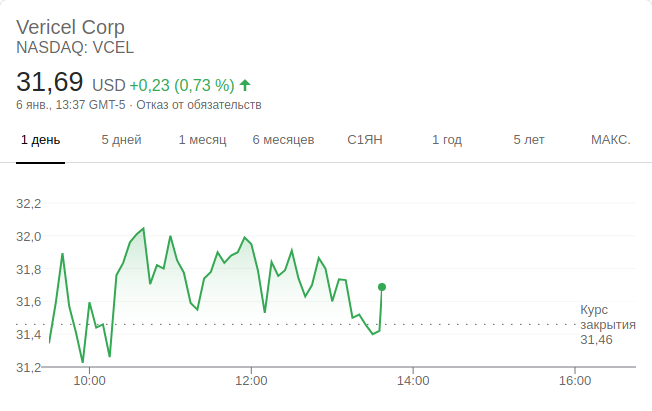 Vericel Corp
NASDAQ: VCEL
31,69 USD +0,23 (0,73 %)
6 янв., 13:37 GMT-5 · Отказ от обязательств
1 день 5 дней 1 месяц 6 месяцев С1ЯН 1 год 5 лет МАКС.
32,2
32,0
31,8
31,6
31,4
31,2
Курс
закрытия
31,46
10:00 12:00 14:00 16:00